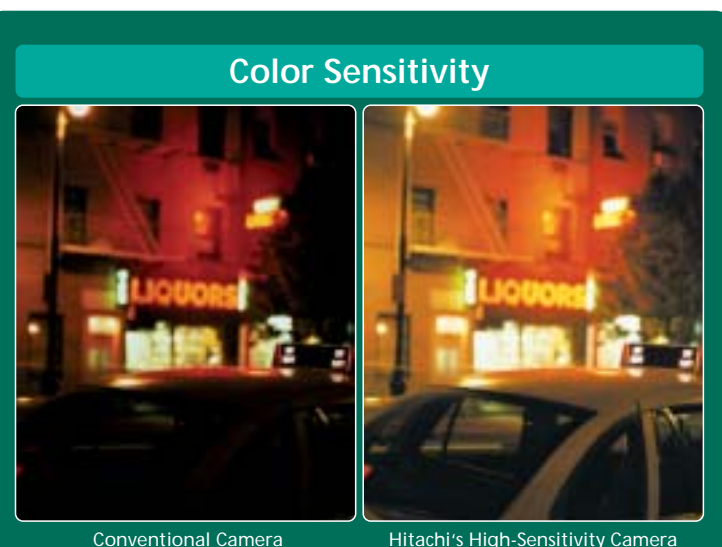 Color Sensitivity
LIQUORS
LIQUORS
Conventional Camera
Hitachi's High-Sensitivity Camera